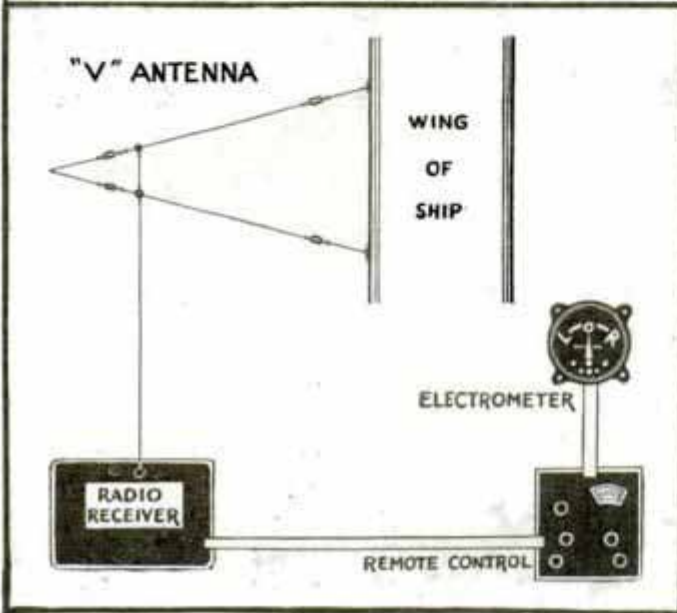 "V" ANTENNA
WING
OF
SHIP
L-O-R
ELECTROMETER
RADIO
RECEIVER
REMOTE CONTROL